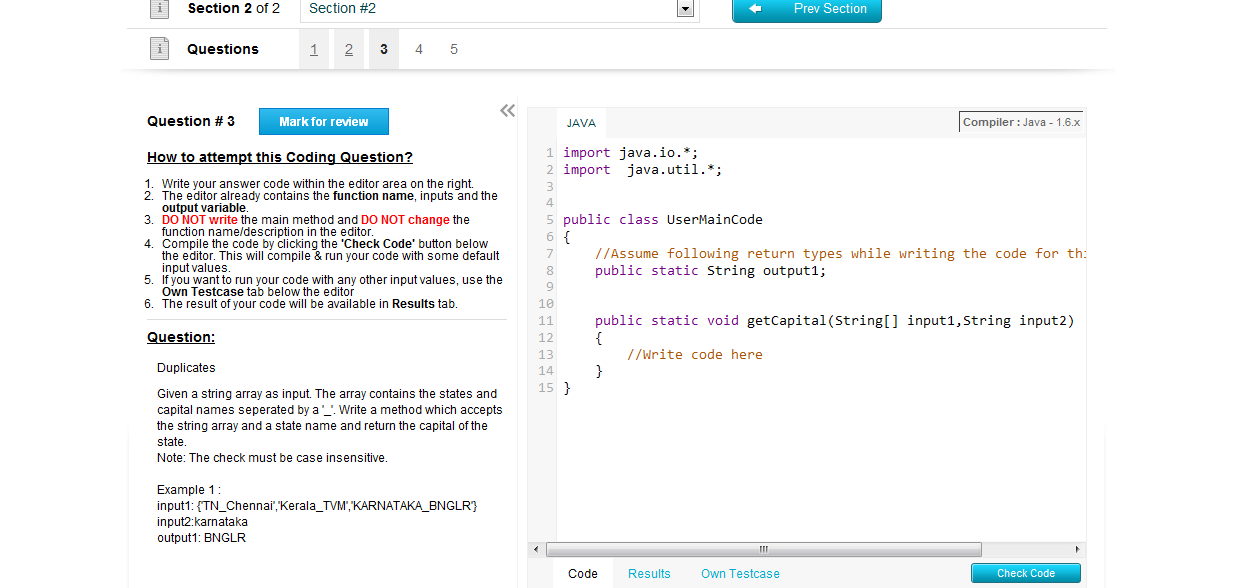 Section 2 of 2
Section #2
Prev Section
Questions
1 2 3 4 5
Question # 3
Mark for review
How to attempt this Coding Question?
1. Write your answer code within the editor area on the right.
2. The editor already contains the function name, inputs and the
output variable.
3. DO NOT write the main method and DO NOT change the
function name/description in the editor.
4. Compile the code by clicking the 'Check Code' button below
the editor. This will compile & run your code with some default
input values.
5. If you want to run your code with any other input values, use the
Own Testcase tab below the editor
6. The result of your code will be available in Results tab.
Question:
Duplicates
Given a string array as input. The array contains the states and
capital names seperated by a '_'. Write a method which accepts
the string array and a state name and return the capital of the
state.
Note: The check must be case insensitive.
Example 1 :
input1: {'TN_Chennai','Kerala_TVM','KARNATAKA_BNGLR'}
input2:karnataka
output1: BNGLR
JAVA
Compiler : Java - 1.6.x
1 import java.io.*;
2 import  java.util.*;
3
4
5 public class UserMainCode
6 {
7     //Assume following return types while writing the code for thi
8     public static String output1;
9
10
11     public static void getCapital(String[] input1,String input2)
12     {
13         //Write code here
14     }
15 }
Code
Results
Own Testcase
Check Code